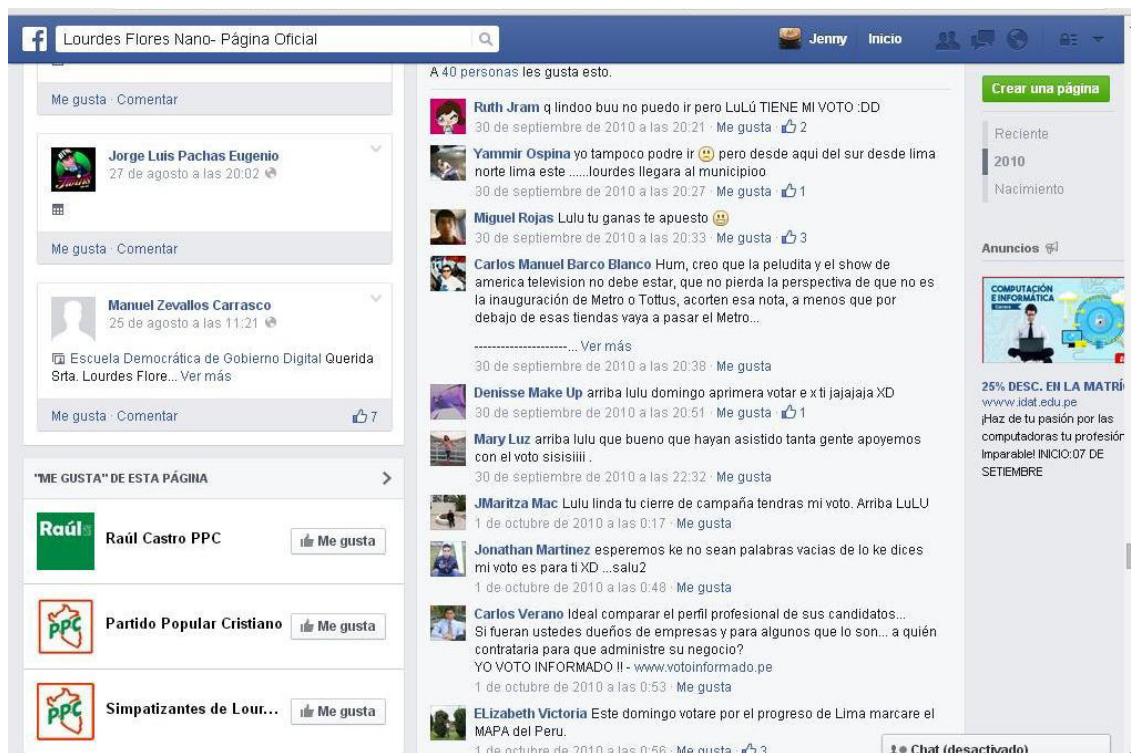 Lourdes Flores Nano- Página Oficial
Jenny Inicio
Me gusta · Comentar
Jorge Luis Pachas Eugenio
27 de agosto a las 20:02
Me gusta · Comentar
Manuel Zevallos Carrasco
25 de agosto a las 11:21
Escuela Democrática de Gobierno Digital Querida
Srta. Lourdes Flore... Ver más
Me gusta · Comentar 7
"ME GUSTA" DE ESTA PÁGINA
Raúl
Raúl Castro PPC Me gusta
PPC
Partido Popular Cristiano Me gusta
PPC
Simpatizantes de Lour... Me gusta
A 40 personas les gusta esto.
Ruth Jram q lindoo buu no puedo ir pero LuLú TIENE MI VOTO :DD
30 de septiembre de 2010 a las 20:21 · Me gusta · 2
Yammir Ospina yo tampoco podre ir pero desde aqui del sur desde lima
norte lima este ......lourdes llegara al municipioo
30 de septiembre de 2010 a las 20:27 · Me gusta · 1
Miguel Rojas Lulu tu ganas te apuesto
30 de septiembre de 2010 a las 20:33 · Me gusta · 3
Carlos Manuel Barco Blanco Hum, creo que la peludita y el show de
america television no debe estar, que no pierda la perspectiva de que no es
la inauguración de Metro o Tottus, acorten esa nota, a menos que por
debajo de esas tiendas vaya a pasar el Metro...
---------------------... Ver más
30 de septiembre de 2010 a las 20:38 · Me gusta
Denisse Make Up arriba lulu domingo aprimera votar e x ti jajajaja XD
30 de septiembre de 2010 a las 20:51 · Me gusta · 1
Mary Luz arriba lulu que bueno que hayan asistido tanta gente apoyemos
con el voto sisisiiii .
30 de septiembre de 2010 a las 22:32 · Me gusta
JMaritza Mac Lulu linda tu cierre de campaña tendras mi voto. Arriba LuLU
1 de octubre de 2010 a las 0:17 · Me gusta
Jonathan Martinez esperemos ke no sean palabras vacias de lo ke dices
mi voto es para ti XD ...salu2
1 de octubre de 2010 a las 0:48 · Me gusta
Carlos Verano Ideal comparar el perfil profesional de sus candidatos...
Si fueran ustedes dueños de empresas y para algunos que lo son... a quién
contrataria para que administre su negocio?
YO VOTO INFORMADO !! - www.votoinformado.pe
1 de octubre de 2010 a las 0:53 · Me gusta
ELizabeth Victoria Este domingo votare por el progreso de Lima marcare el
MAPA del Peru.
1 de octubre de 2010 a las 0:56 · Me gusta · 3
Crear una página
Reciente
2010
Nacimiento
Anuncios
COMPUTACIÓN
E INFORMÁTICA
25% DESC. EN LA MATRÍ
www.idat.edu.pe
¡Haz de tu pasión por las
computadoras tu profesión
Imparable! INICIO:07 DE
SETIEMBRE
Chat (desactivado)